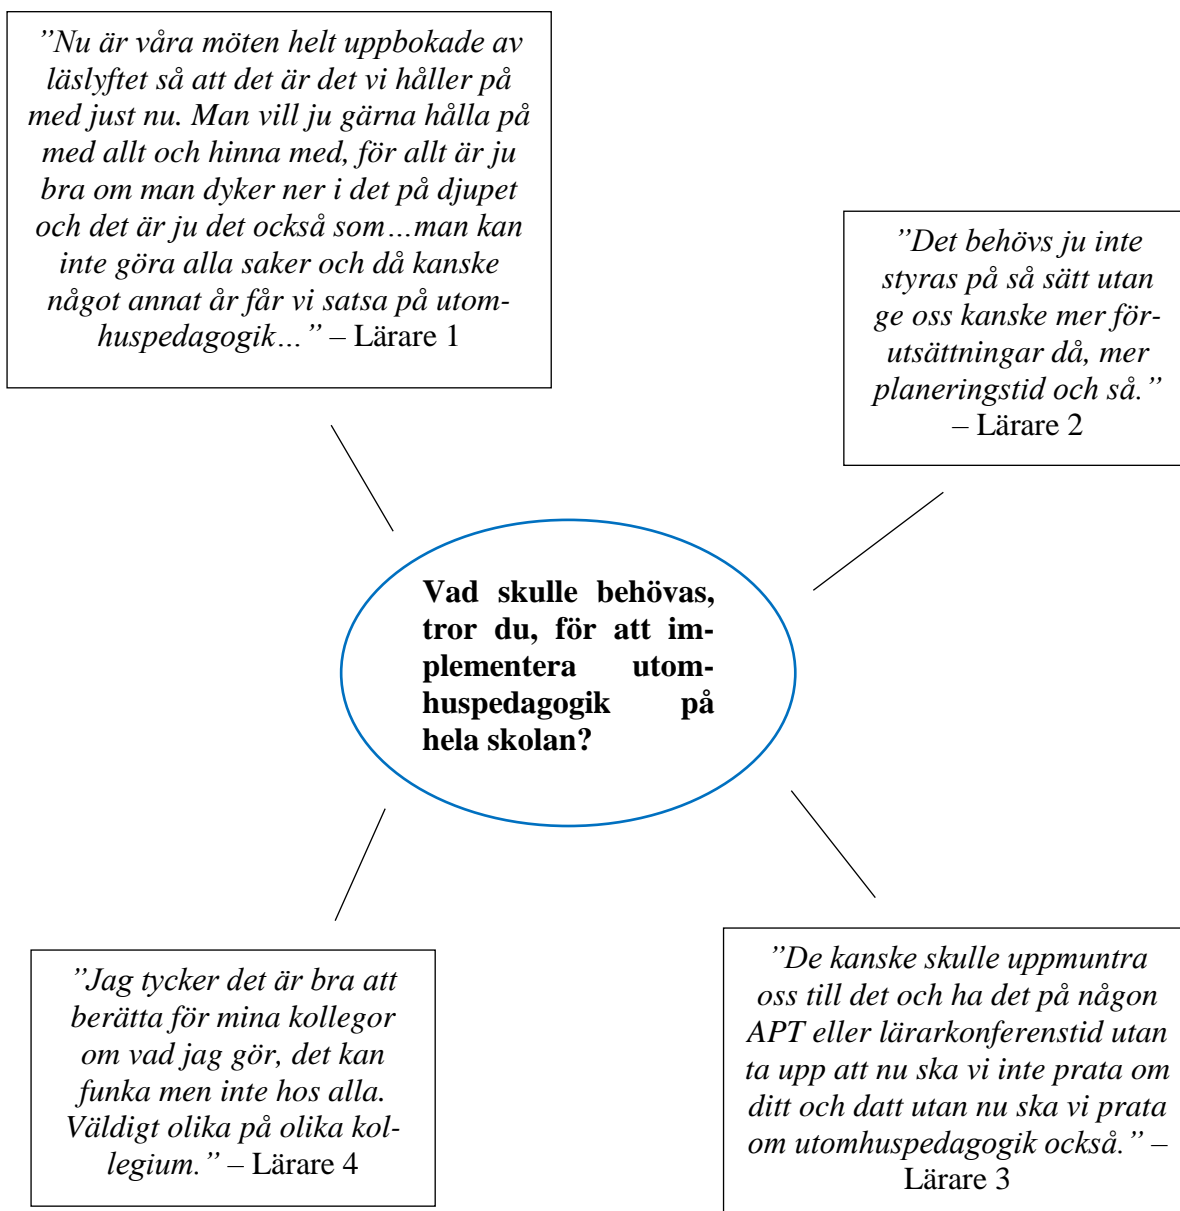 ”Nu är våra möten helt uppbokade av
läslyftet så att det är det vi håller på
med just nu. Man vill ju gärna hålla på
med allt och hinna med, för allt är ju
bra om man dyker ner i det på djupet
och det är ju det också som…man kan
inte göra alla saker och då kanske
något annat år får vi satsa på utom-
huspedagogik…” – Lärare 1
”Det behövs ju inte
styras på så sätt utan
ge oss kanske mer för-
utsättningar då, mer
planeringstid och så.”
– Lärare 2
Vad skulle behövas,
tror du, för att im-
plementera utom-
huspedagogik på
hela skolan?
”Jag tycker det är bra att
berätta för mina kollegor
om vad jag gör, det kan
funka men inte hos alla.
Väldigt olika på olika kol-
legium.” – Lärare 4
”De kanske skulle uppmuntra
oss till det och ha det på någon
APT eller lärarkonferenstid utan
ta upp att nu ska vi inte prata om
ditt och datt utan nu ska vi prata
om utomhuspedagogik också.” –
Lärare 3